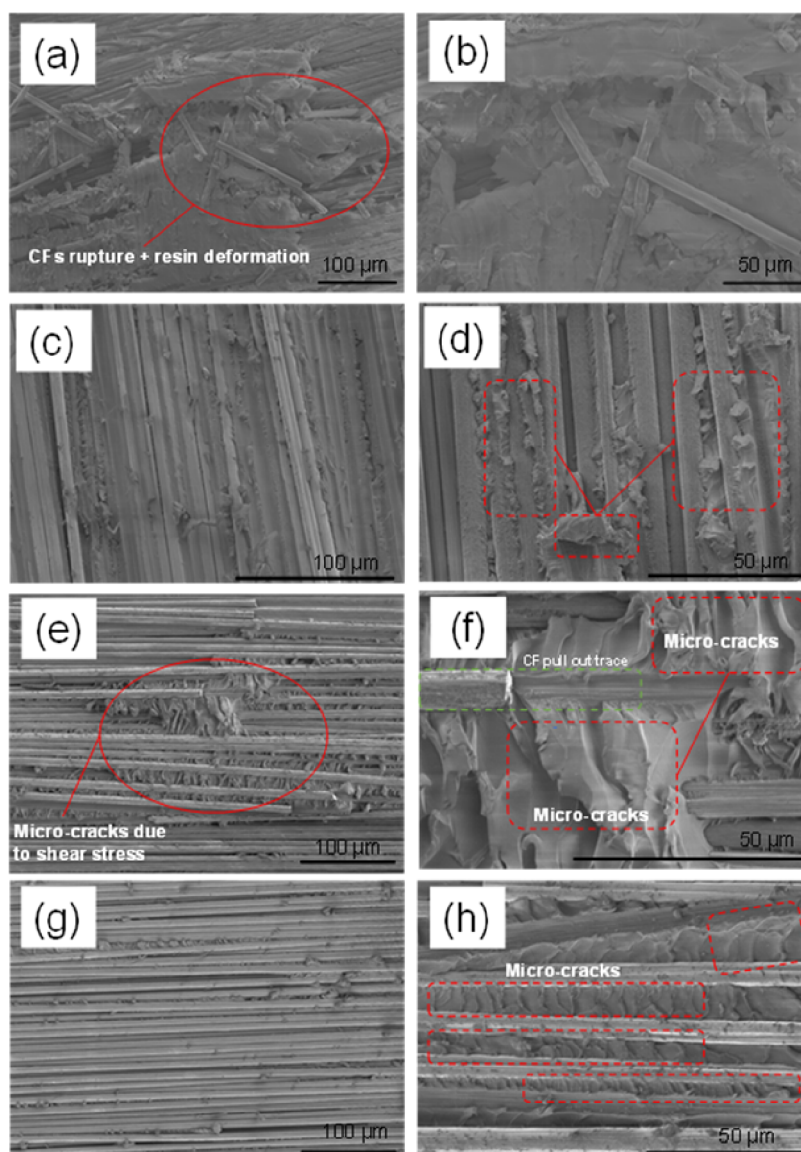 (a)
(b)
CFs rupture + resin deformation
100 µm
50 µm
(c)
(d)
100 µm
50 µm
(e)
(f)
Micro-cracks
CF pull out trace
Micro-cracks
Micro-cracks due
to shear stress
100 µm
50 µm
(g)
(h)
Micro-cracks
100 µm
50 µm